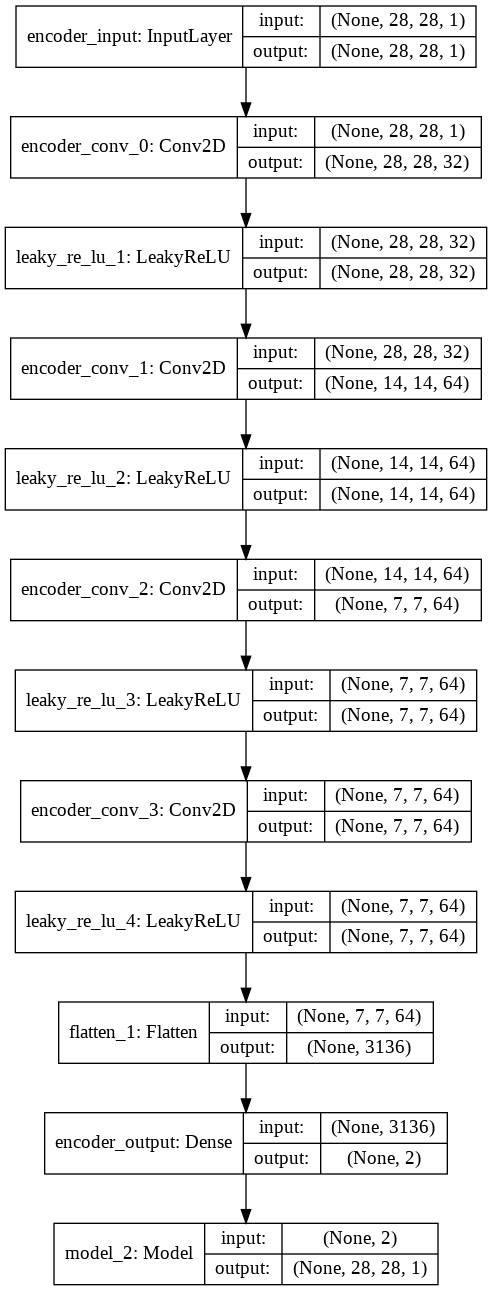 encoder_input: InputLayer
input: (None, 28, 28, 1)
output: (None, 28, 28, 1)
encoder_conv_0: Conv2D
input: (None, 28, 28, 1)
output: (None, 28, 28, 32)
leaky_re_lu_1: LeakyReLU
input: (None, 28, 28, 32)
output: (None, 28, 28, 32)
encoder_conv_1: Conv2D
input: (None, 28, 28, 32)
output: (None, 14, 14, 64)
leaky_re_lu_2: LeakyReLU
input: (None, 14, 14, 64)
output: (None, 14, 14, 64)
encoder_conv_2: Conv2D
input: (None, 14, 14, 64)
output: (None, 7, 7, 64)
leaky_re_lu_3: LeakyReLU
input: (None, 7, 7, 64)
output: (None, 7, 7, 64)
encoder_conv_3: Conv2D
input: (None, 7, 7, 64)
output: (None, 7, 7, 64)
leaky_re_lu_4: LeakyReLU
input: (None, 7, 7, 64)
output: (None, 7, 7, 64)
flatten_1: Flatten
input: (None, 7, 7, 64)
output: (None, 3136)
encoder_output: Dense
input: (None, 3136)
output: (None, 2)
model_2: Model
input: (None, 2)
output: (None, 28, 28, 1)